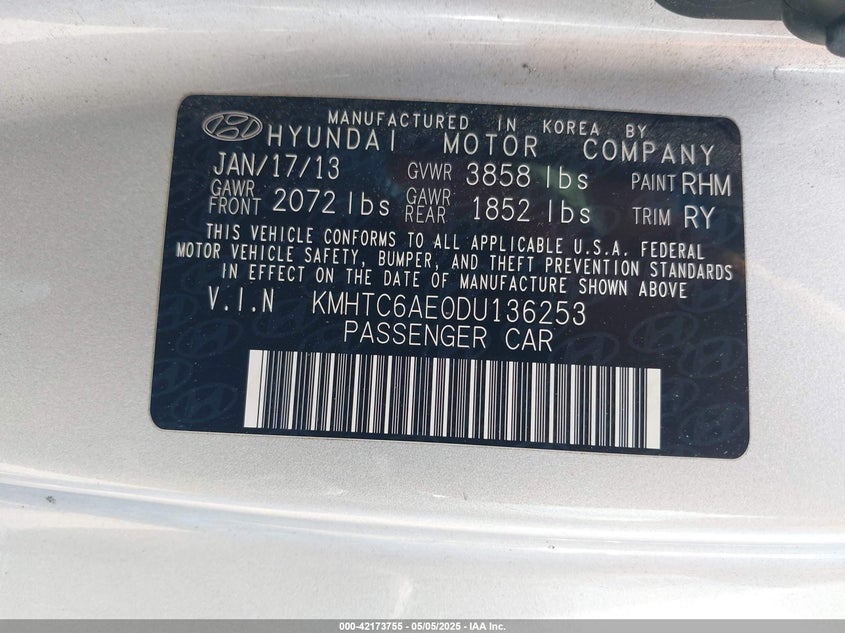 MANUFACTURED IN KOREA BY
HYUNDAI MOTOR COMPANY
JAN/17/13 GVWR 3858 lbs PAINT RHM
GAWR FRONT 2072 lbs GAWR REAR 1852 lbs TRIM RY
THIS VEHICLE CONFORMS TO ALL APPLICABLE U.S.A. FEDERAL
MOTOR VEHICLE SAFETY, BUMPER, AND THEFT PREVENTION STANDARDS
IN EFFECT ON THE DATE OF MANUFACTURE SHOWN ABOVE
V.I.N KMHTC6AE0DU136253
PASSENGER CAR
000-42173755 - 05/05/2025 - IAA Inc.